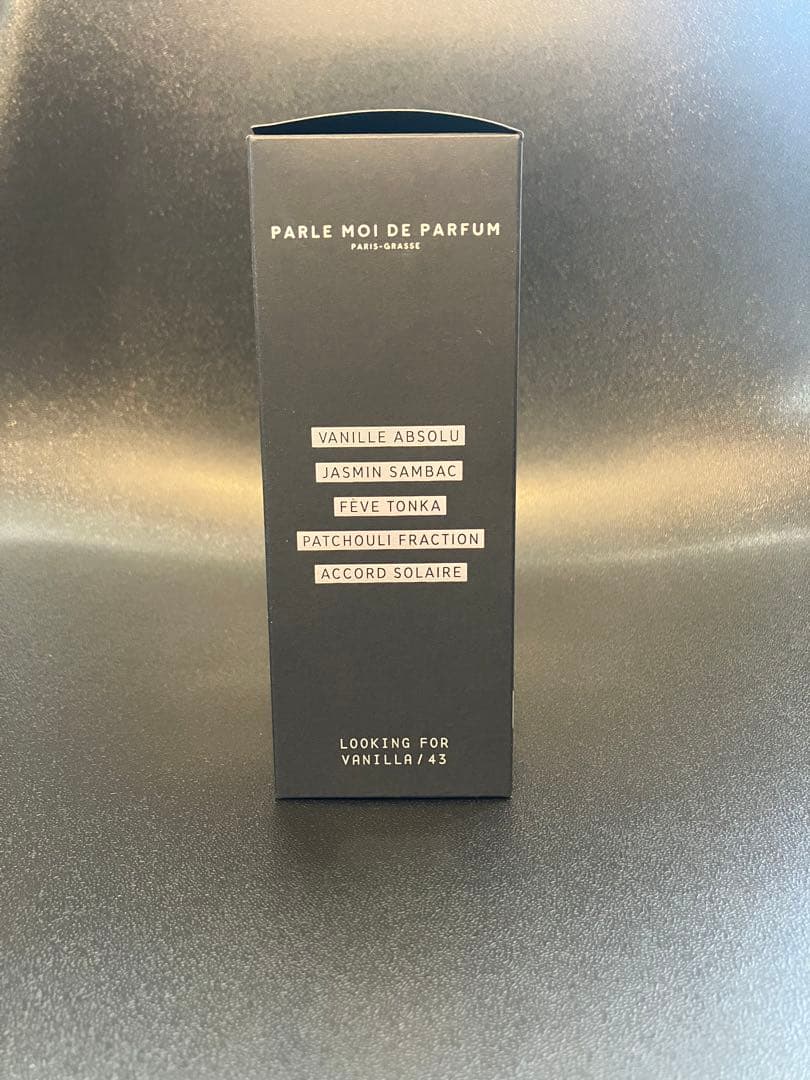 PARLE MOI DE PARFUM
PARIS-GRASSE
VANILLE ABSOLU
JASMIN SAMBAC
FÈVE TONKA
PATCHOULI FRACTION
ACCORD SOLAIRE
LOOKING FOR
VANILLA/43